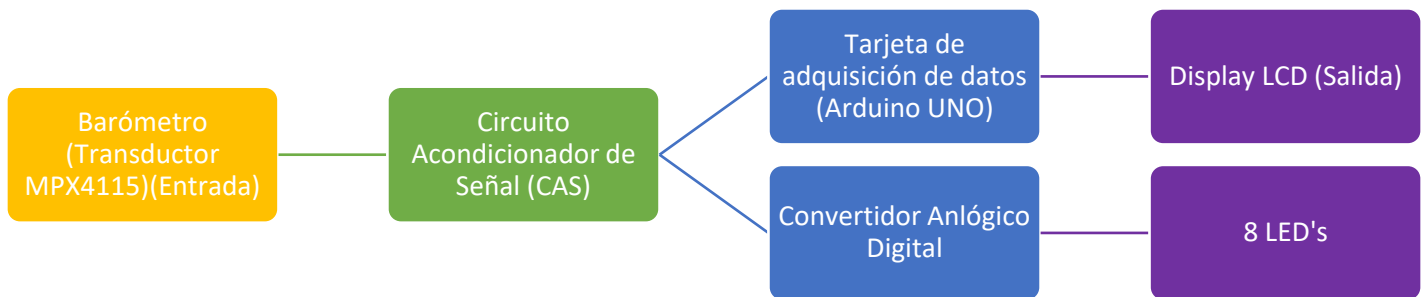 Barómetro
(Transductor
MPX4115)(Entrada)
Circuito
Acondicionador de
Señal (CAS)
Tarjeta de
adquisición de datos
(Arduino UNO)
Display LCD (Salida)
Convertidor Anlógico
Digital
8 LED's